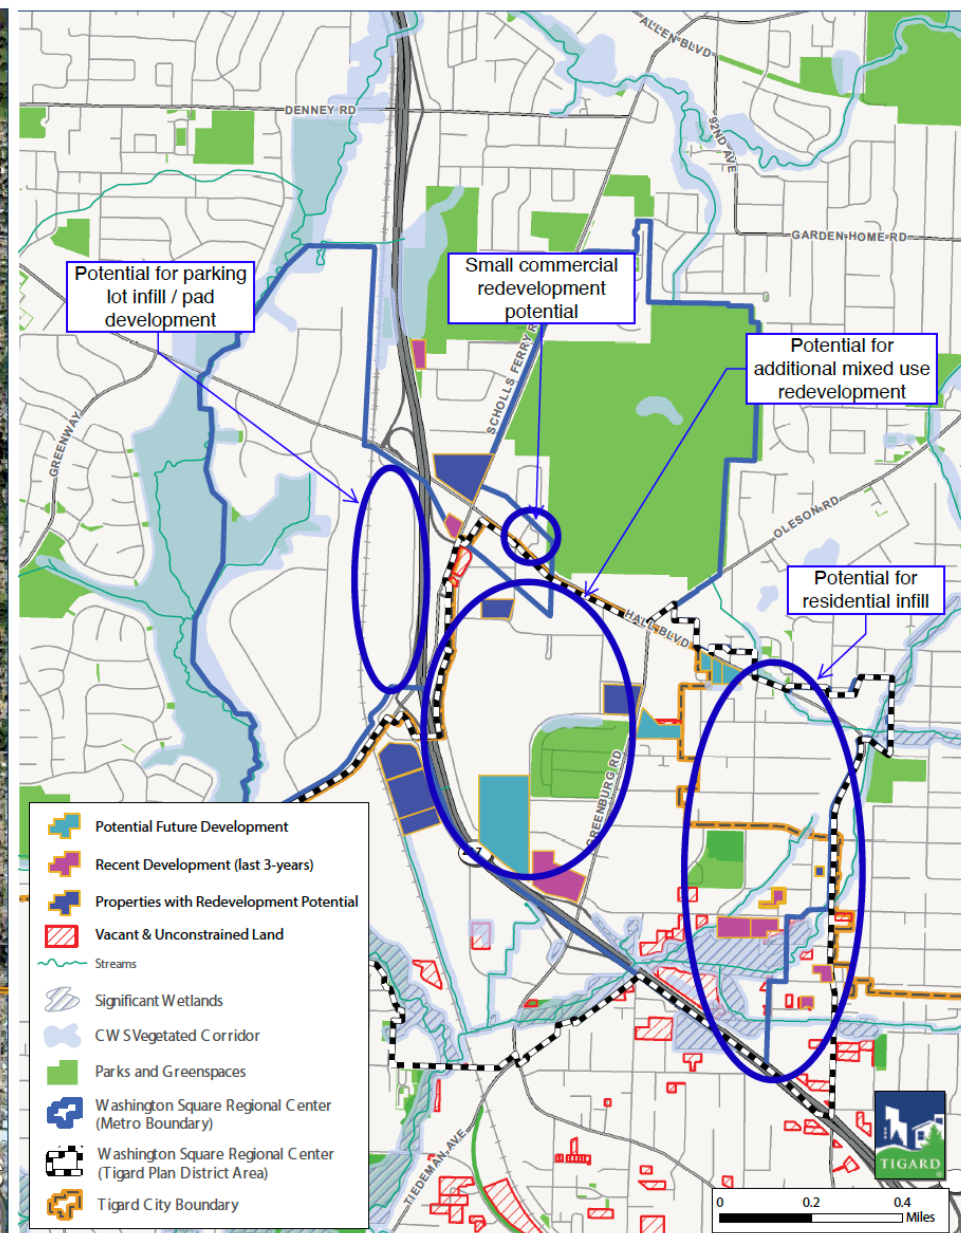 ALLEN BLVD
DENNEY RD
92ND AVE
GARDEN HOME RD
Potential for parking
lot infill / pad
development
Small commercial
redevelopment
potential
Potential for
additional mixed use
redevelopment
SCHOLLS FERRY R
GREENWAY
OLESON RD
Potential for
residential infill
HALL BLVD
GREENBURG RD
217
Potential Future Development
Recent Development (last 3-years)
Properties with Redevelopment Potential
Vacant & Unconstrained Land
Streams
Significant Wetlands
CWS Vegetated Corridor
Parks and Greenspaces
Washington Square Regional Center
(Metro Boundary)
Washington Square Regional Center
(Tigard Plan District Area)
Tigard City Boundary
TIEDEMAN AVE
TIGARD
0 0.2 0.4
Miles